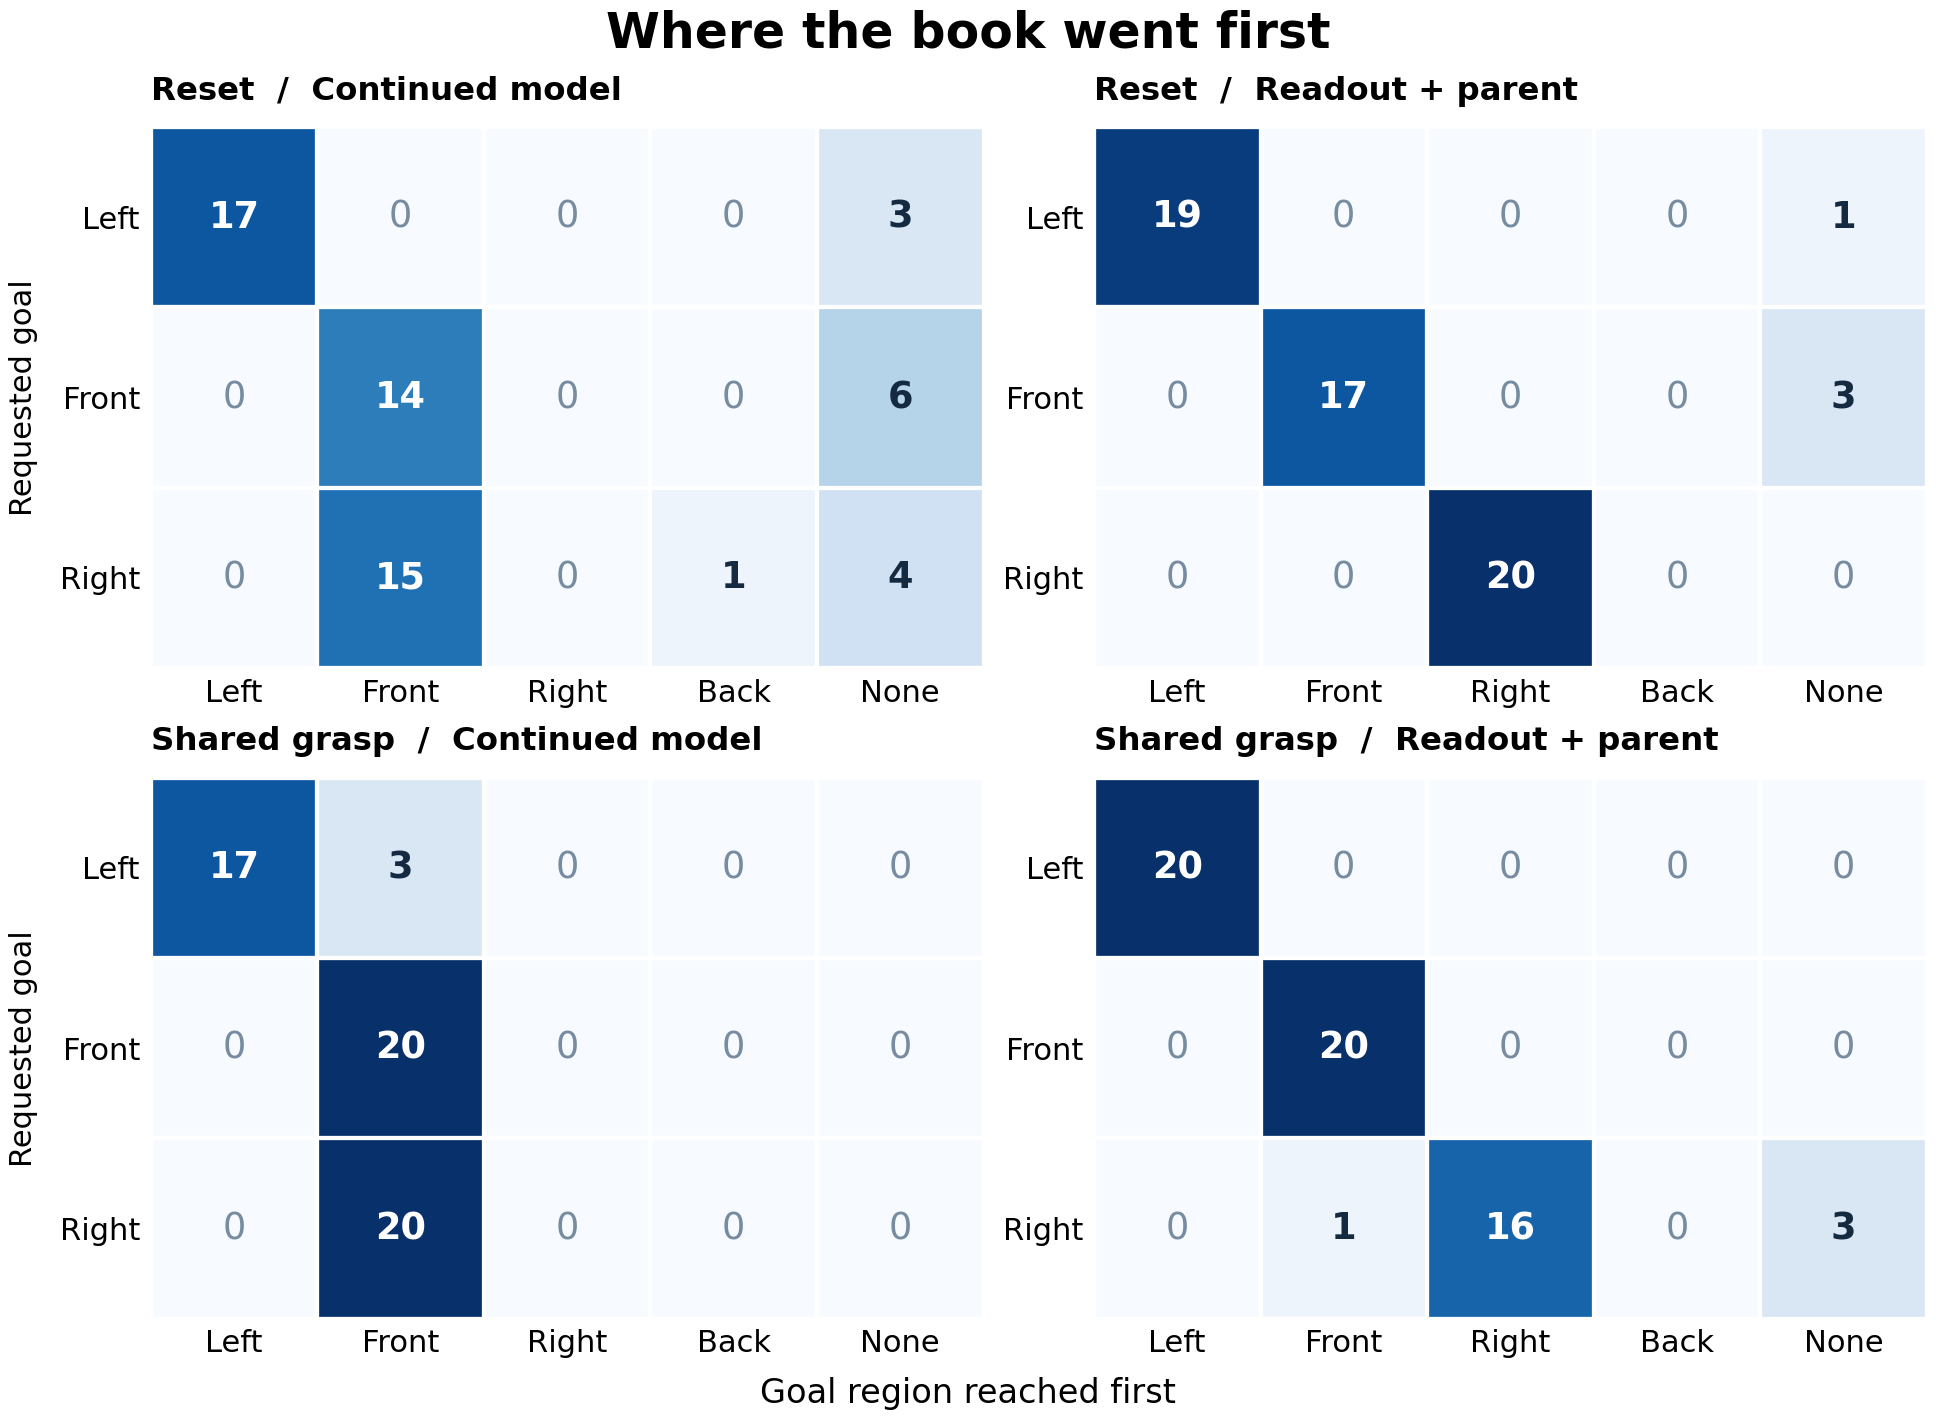 Where the book went first
Reset / Continued model
Requested goal
Left 17 0 0 0 3
Front 0 14 0 0 6
Right 0 15 0 1 4
Left Front Right Back None
Reset / Readout + parent
Left 19 0 0 0 1
Front 0 17 0 0 3
Right 0 0 20 0 0
Left Front Right Back None
Shared grasp / Continued model
Requested goal
Left 17 3 0 0 0
Front 0 20 0 0 0
Right 0 20 0 0 0
Left Front Right Back None
Shared grasp / Readout + parent
Left 20 0 0 0 0
Front 0 20 0 0 0
Right 0 1 16 0 3
Left Front Right Back None
Goal region reached first